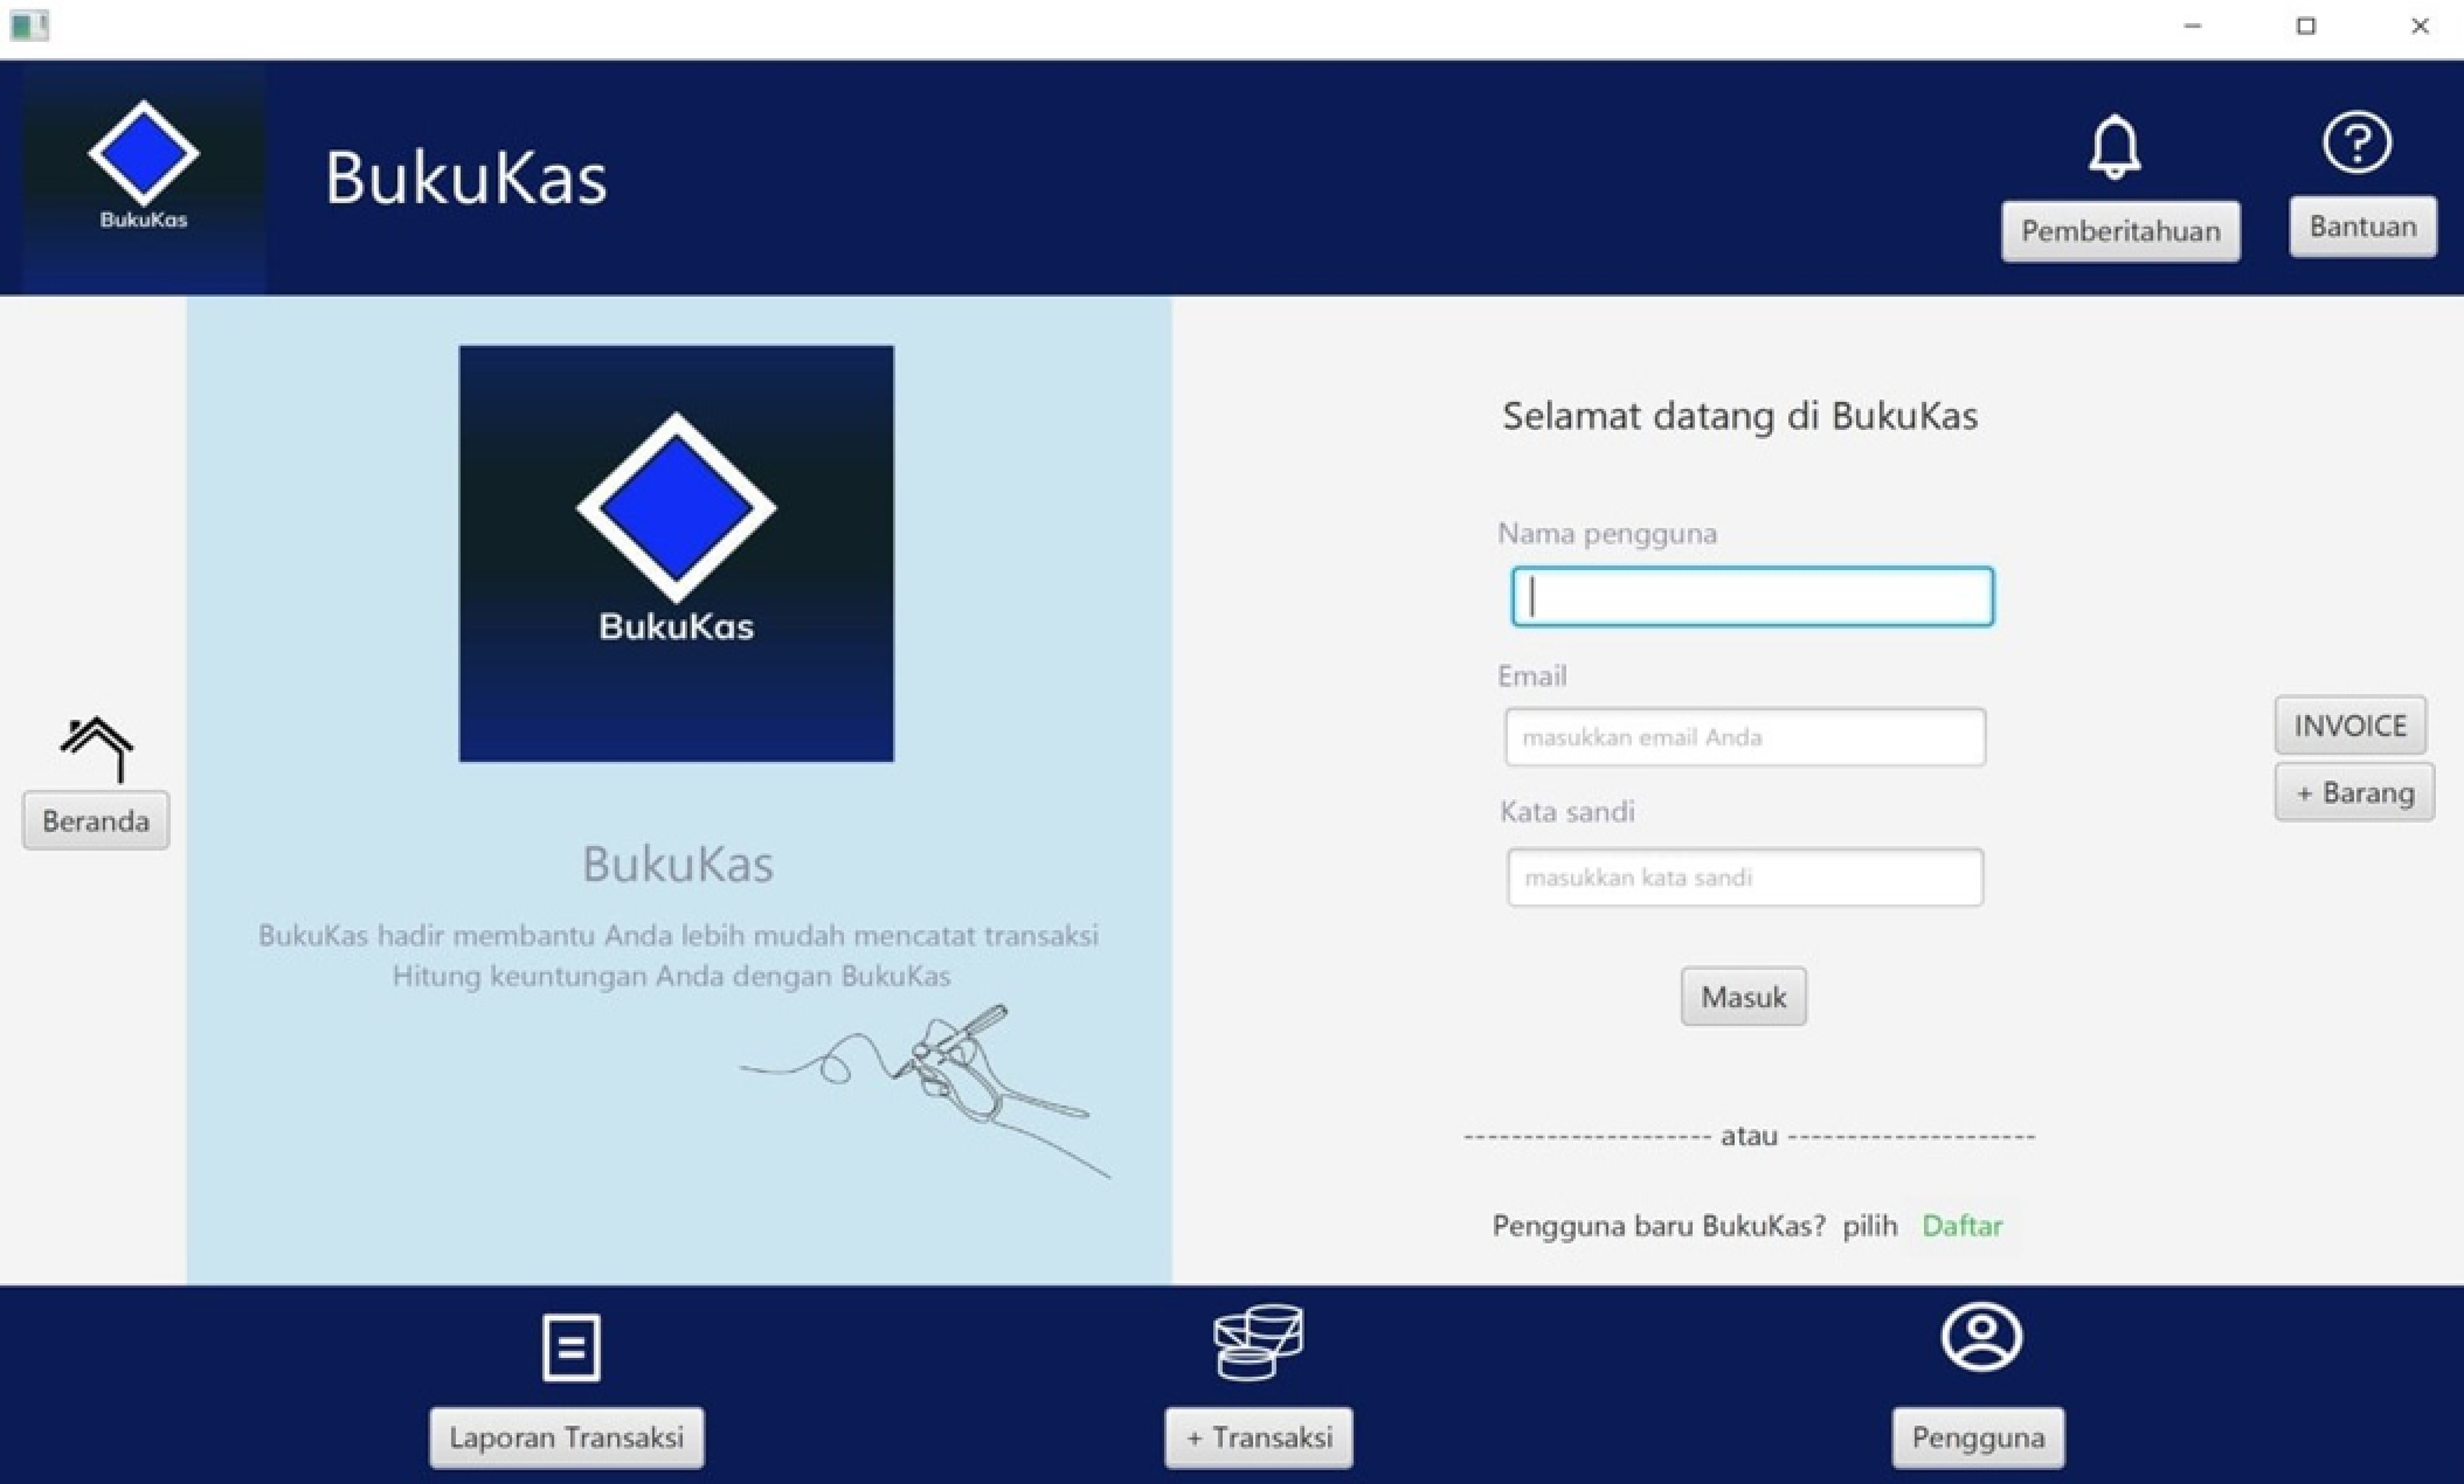 BukuKas
BukuKas
Pemberitahuan
Bantuan
Beranda
BukuKas
BukuKas
BukuKas hadir membantu Anda lebih mudah mencatat transaksi
Hitung keuntungan Anda dengan BukuKas
Selamat datang di BukuKas
Nama pengguna
Email
masukkan email Anda
Kata sandi
masukkan kata sandi
Masuk
--------------------- atau ---------------------
Pengguna baru BukuKas? pilih Daftar
INVOICE
+ Barang
Laporan Transaksi
+ Transaksi
Pengguna